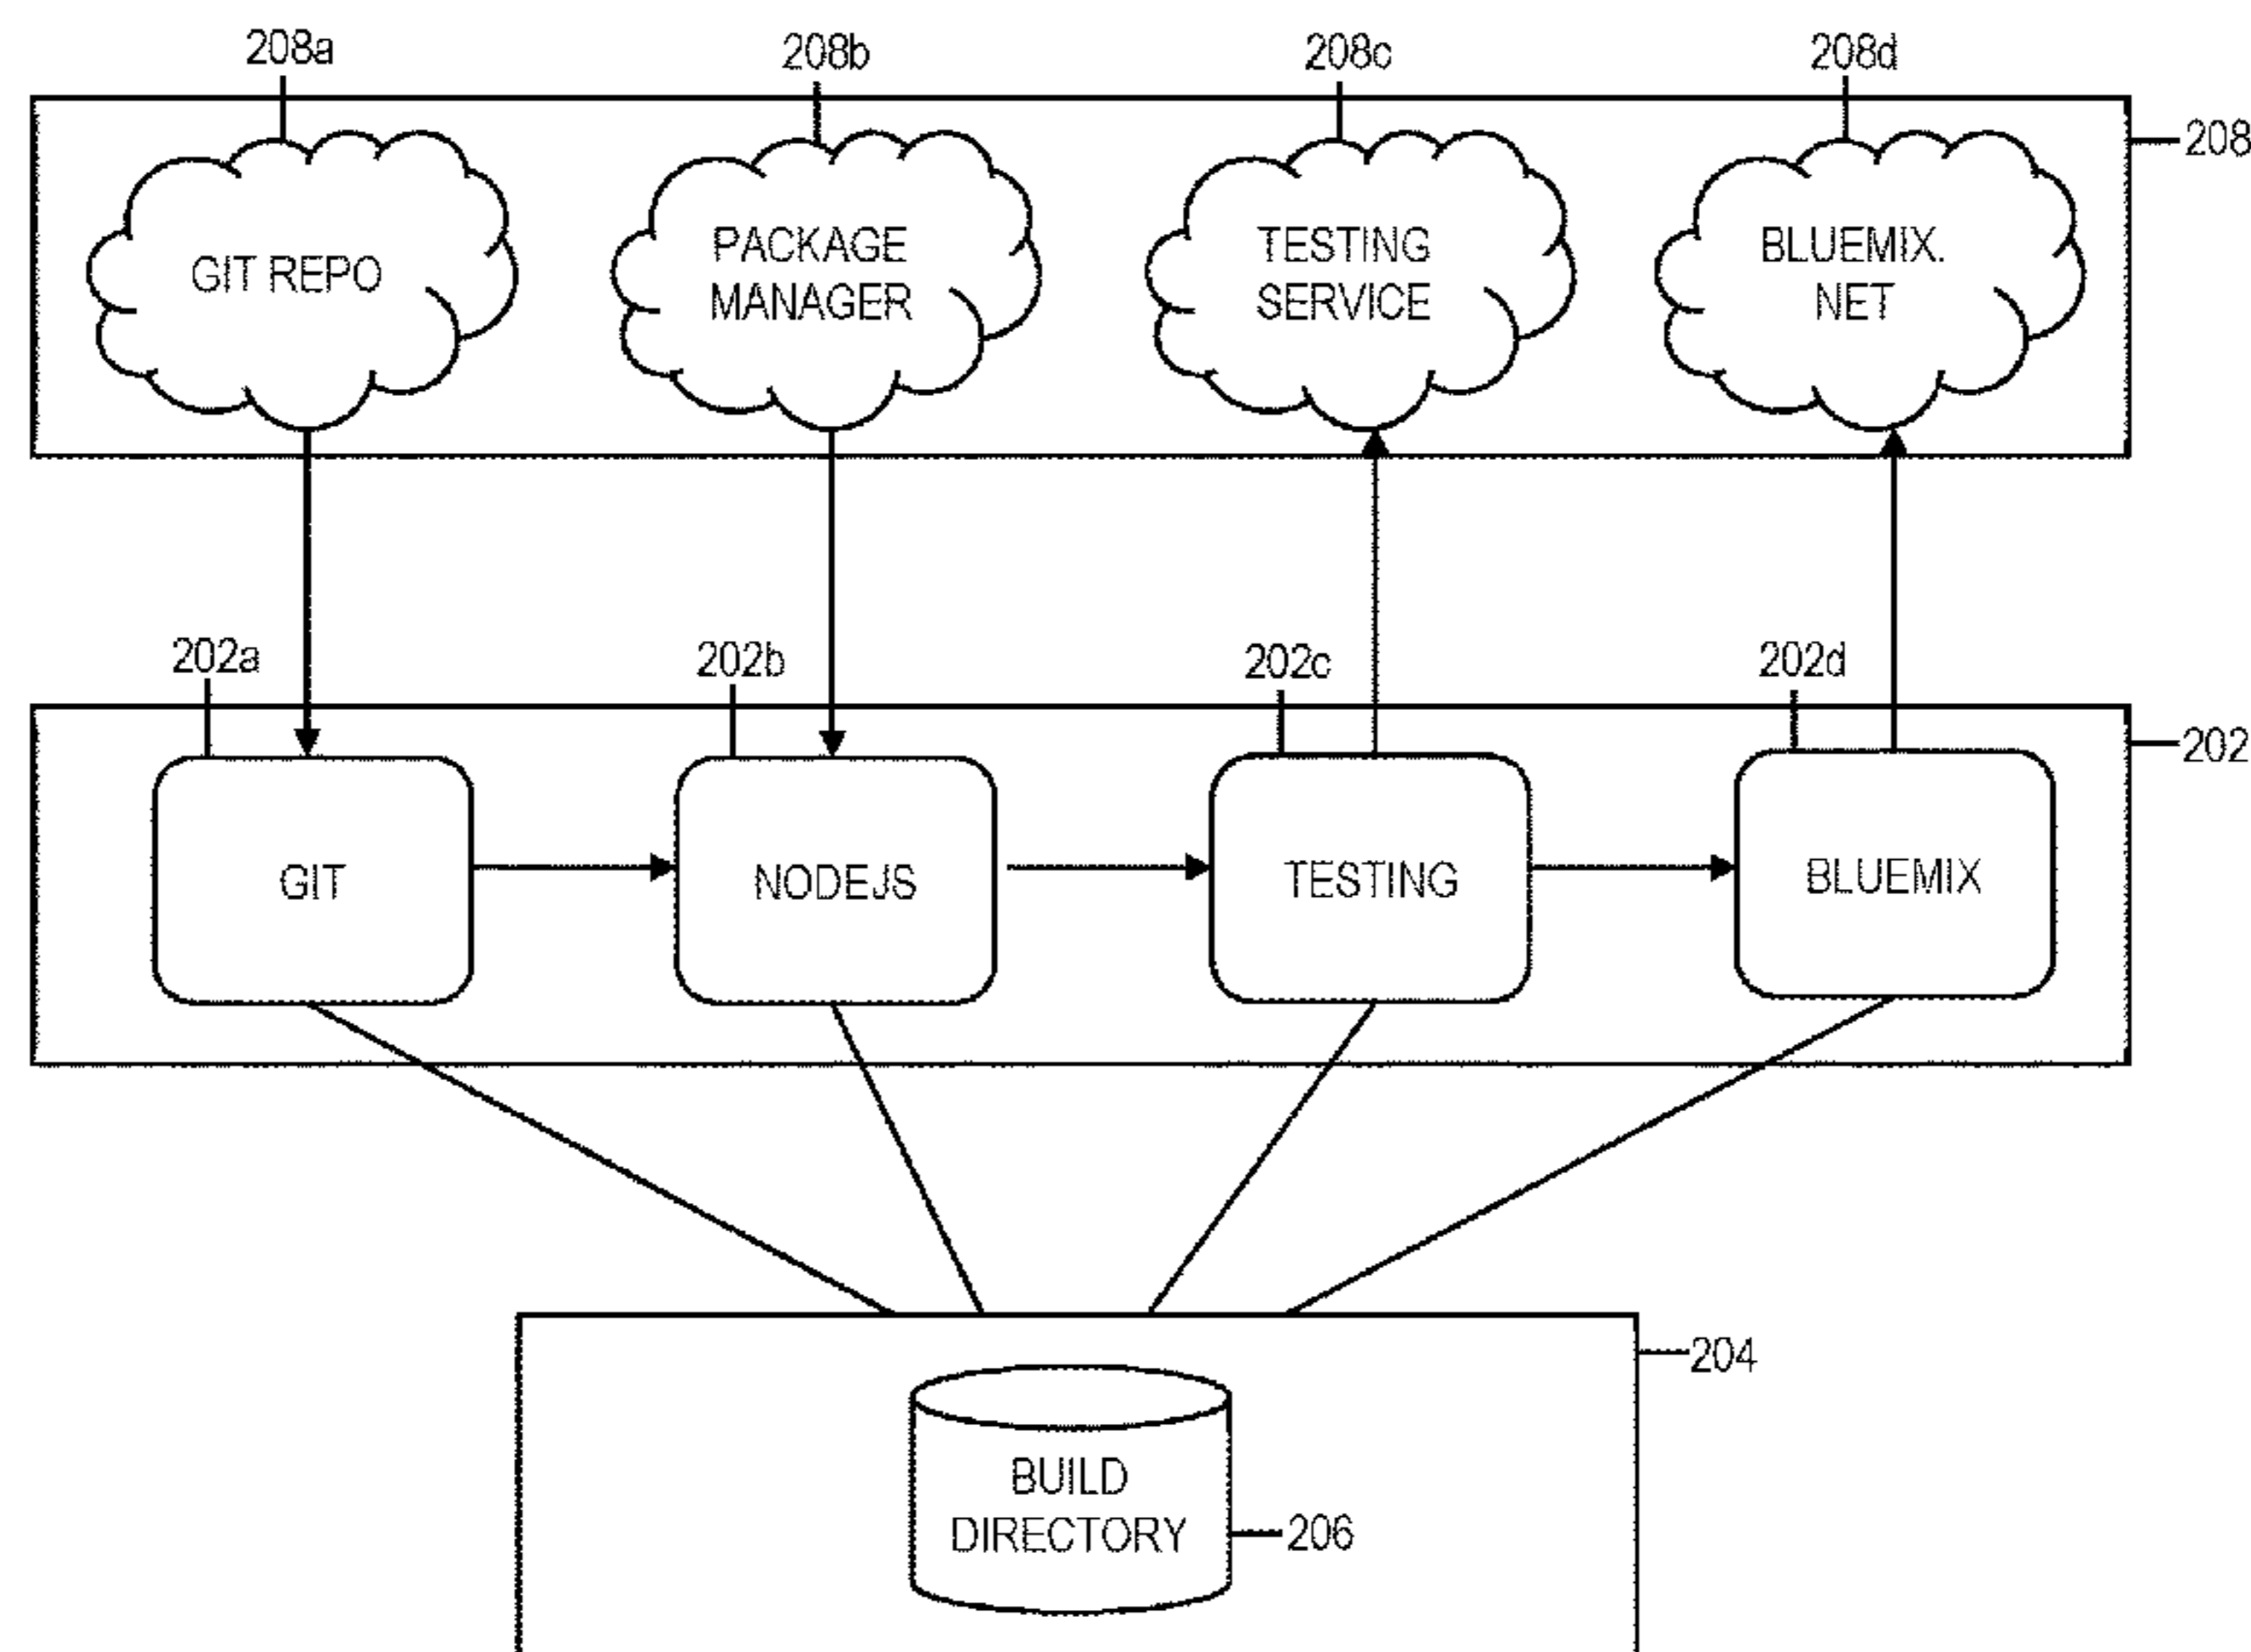 208a
208b
208c
208d
208
GIT REPO
PACKAGE
MANAGER
TESTING
SERVICE
BLUEMIX.
NET
202a
202b
202c
202d
202
GIT
NODEJS
TESTING
BLUEMIX
204
BUILD
DIRECTORY
206